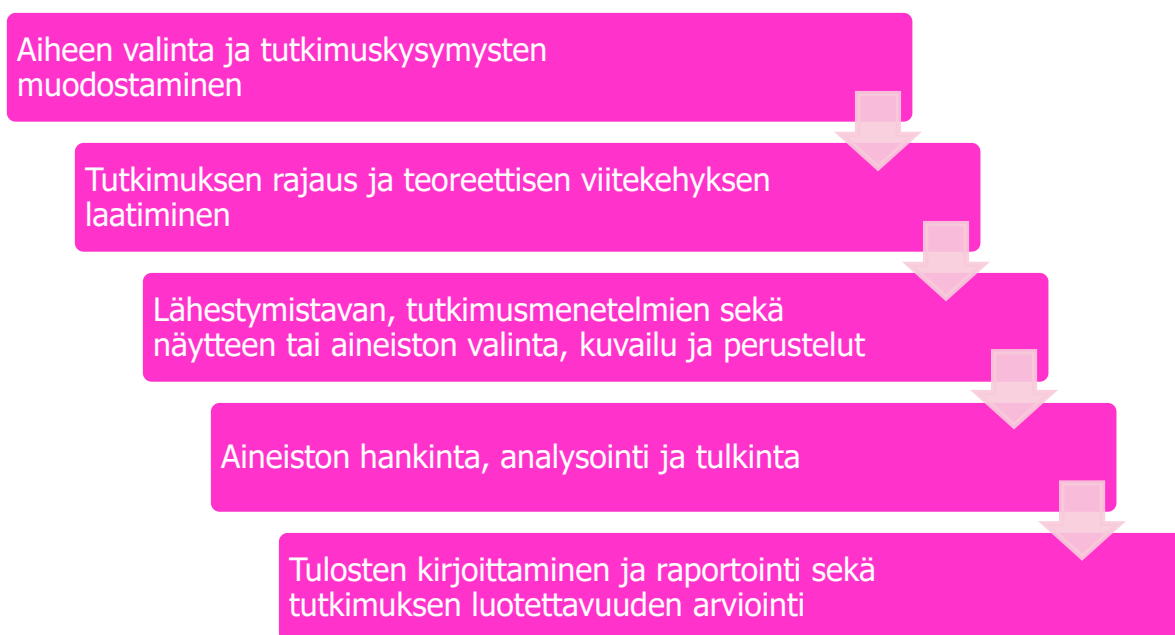 Aiheen valinta ja tutkimuskysymysten
muodostaminen
Tutkimuksen rajaus ja teoreettisen viitekehyksen
laatiminen
Lähestymistavan, tutkimusmenetelmien sekä
näytteen tai aineiston valinta, kuvailu ja perustelut
Aineiston hankinta, analysointi ja tulkinta
Tulosten kirjoittaminen ja raportointi sekä
tutkimuksen luotettavuuden arviointi